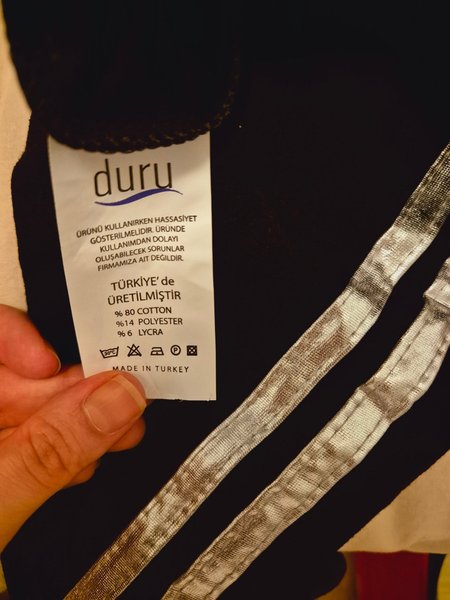 duru
ÜRÜNÜ KULLANIRKEN HASSASİYET
GÖSTERİLMELİDİR. ÜRÜNDE
KULLANIMDAN DOLAYI
OLUŞABİLECEK SORUNLAR
FİRMAMIZA AİT DEĞİLDİR.
TÜRKİYE' de
ÜRETİLMİŞTİR
% 80 COTTON
%14 POLYESTER
% 6 LYCRA
MADE IN TURKEY